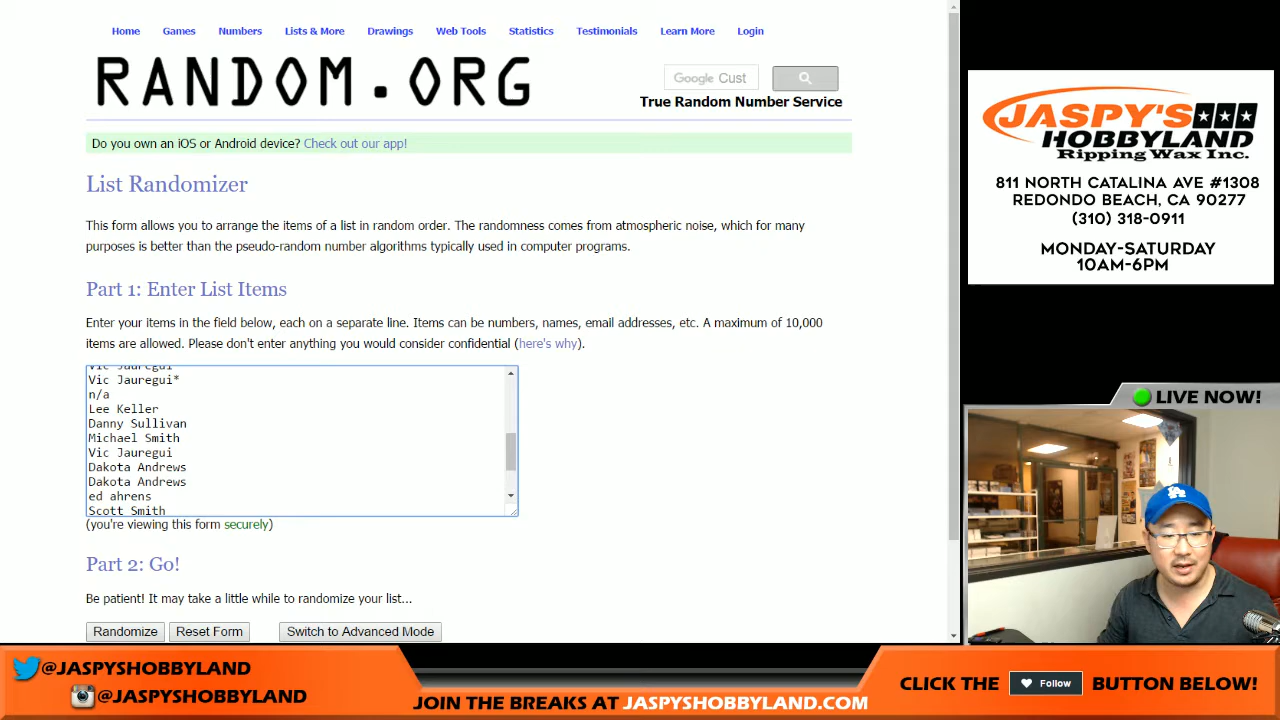 Home Games Numbers Lists & More Drawings Web Tools Statistics Testimonials Learn More Login
RANDOM.ORG
Google Cust
True Random Number Service
Do you own an iOS or Android device? Check out our app!
List Randomizer
This form allows you to arrange the items of a list in random order. The randomness comes from atmospheric noise, which for many
purposes is better than the pseudo-random number algorithms typically used in computer programs.
Part 1: Enter List Items
Enter your items in the field below, each on a separate line. Items can be numbers, names, email addresses, etc. A maximum of 10,000
items are allowed. Please don't enter anything you would consider confidential (here's why).
Vic Jauregui
Vic Jauregui*
n/a
Lee Keller
Danny Sullivan
Michael Smith
Vic Jauregui
Dakota Andrews
Dakota Andrews
ed ahrens
Scott Smith
(you're viewing this form securely)
Part 2: Go!
Be patient! It may take a little while to randomize your list...
Randomize Reset Form Switch to Advanced Mode
JASPY'S
HOBBYLAND
Ripping Wax Inc.
811 NORTH CATALINA AVE #1308
REDONDO BEACH, CA 90277
(310) 318-0911
MONDAY-SATURDAY
10AM-6PM
LIVE NOW!
LA
@JASPYSHOBBYLAND
@JASPYSHOBBYLAND
JOIN THE BREAKS AT JASPYSHOBBYLAND.COM
CLICK THE Follow BUTTON BELOW!